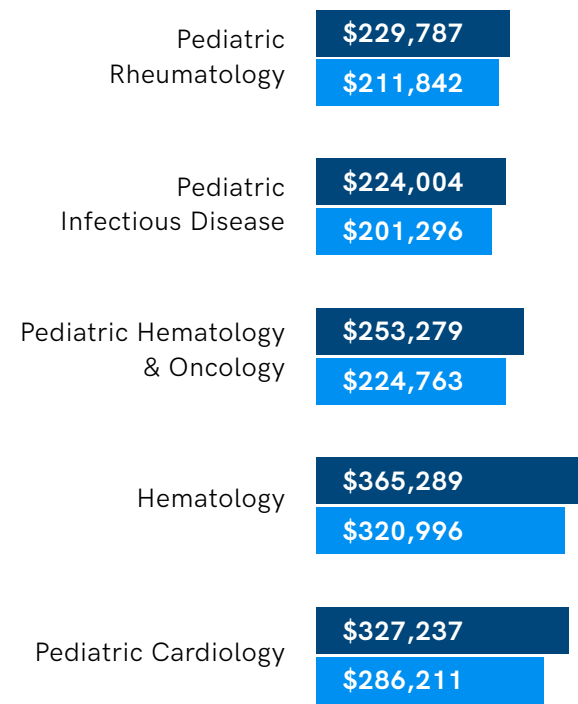 Pediatric
Rheumatology
$229,787
$211,842
Pediatric
Infectious Disease
$224,004
$201,296
Pediatric Hematology
& Oncology
$253,279
$224,763
Hematology
$365,289
$320,996
Pediatric Cardiology
$327,237
$286,211